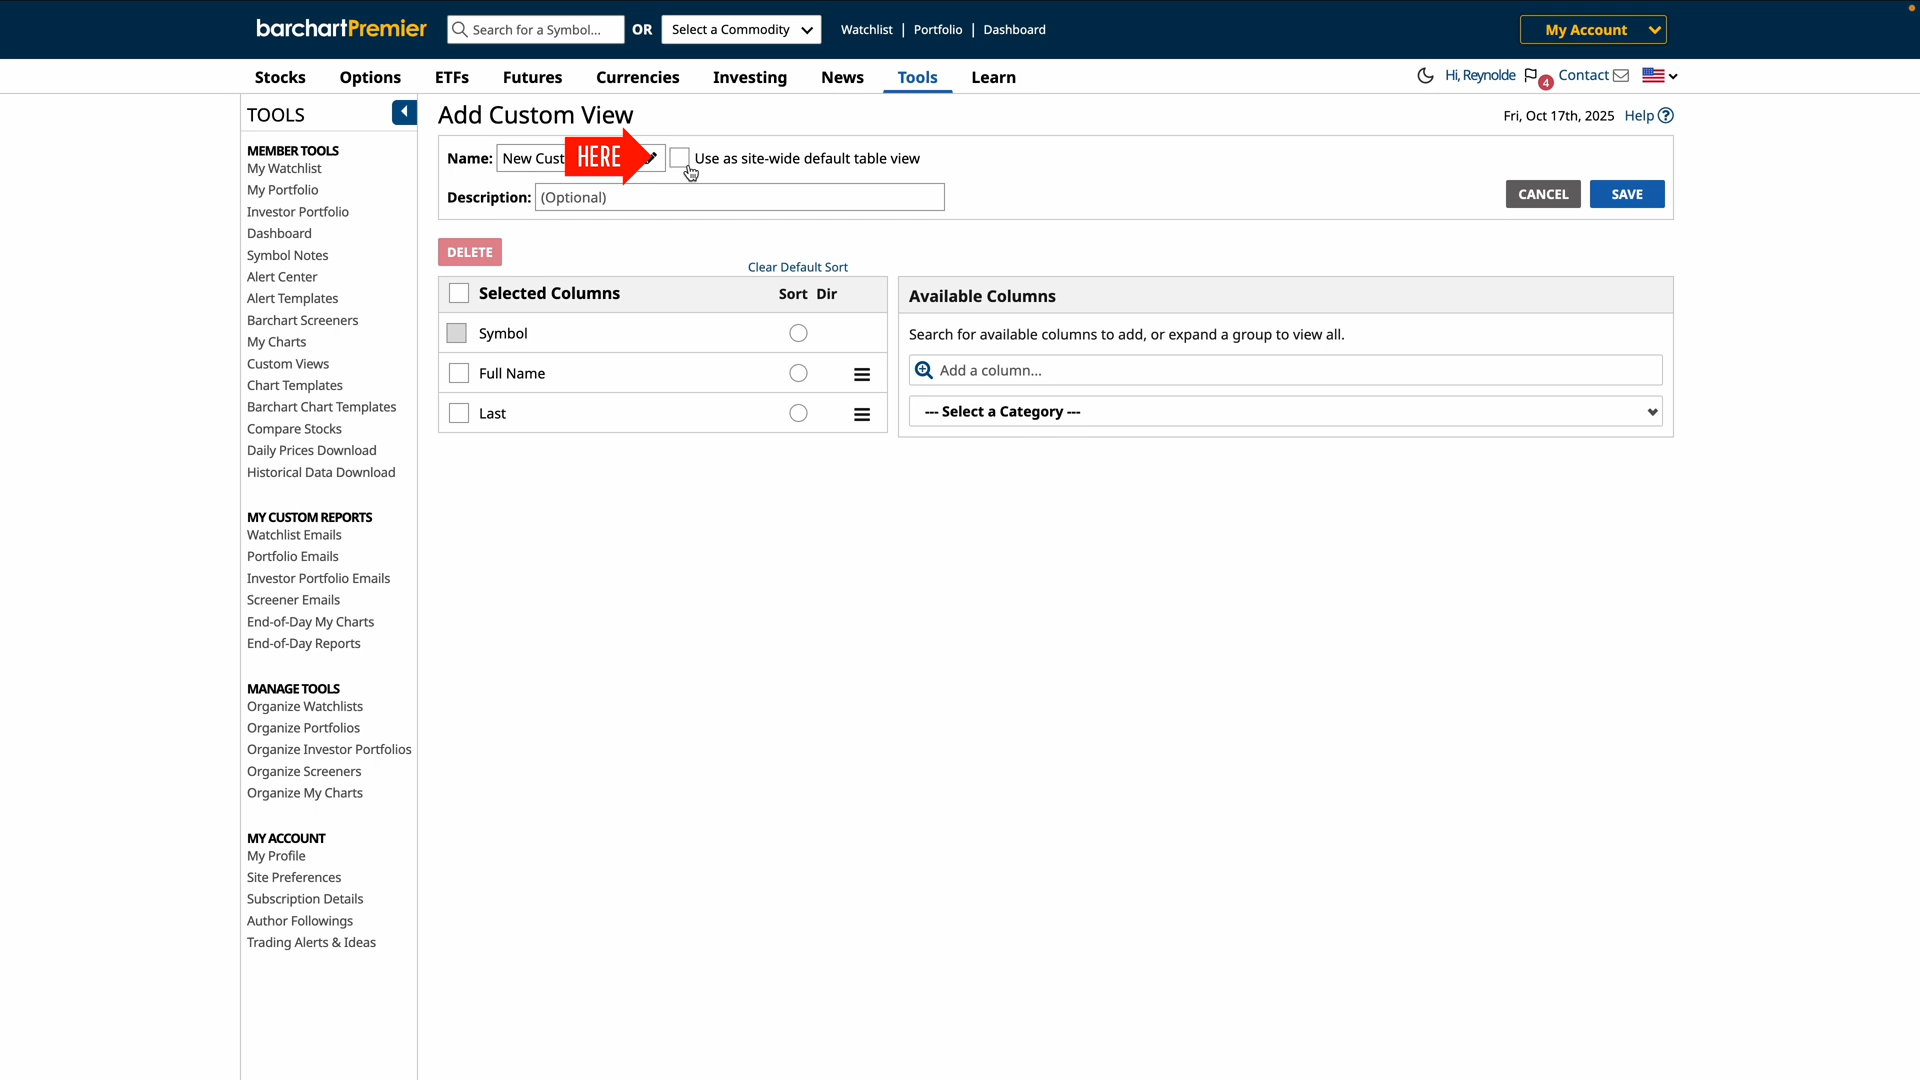 barchartPremier
Search for a Symbol...
OR
Select a Commodity
Watchlist | Portfolio | Dashboard
My Account
Stocks Options ETFs Futures Currencies Investing News Tools Learn
Hi, Reynolde
4
Contact
TOOLS
MEMBER TOOLS
My Watchlist
My Portfolio
Investor Portfolio
Dashboard
Symbol Notes
Alert Center
Alert Templates
Barchart Screeners
My Charts
Custom Views
Chart Templates
Barchart Chart Templates
Compare Stocks
Daily Prices Download
Historical Data Download
MY CUSTOM REPORTS
Watchlist Emails
Portfolio Emails
Investor Portfolio Emails
Screener Emails
End-of-Day My Charts
End-of-Day Reports
MANAGE TOOLS
Organize Watchlists
Organize Portfolios
Organize Investor Portfolios
Organize Screeners
Organize My Charts
MY ACCOUNT
My Profile
Site Preferences
Subscription Details
Author Followings
Trading Alerts & Ideas
Add Custom View
Fri, Oct 17th, 2025 Help ?
Name: New Cust
HERE
Use as site-wide default table view
Description: (Optional)
CANCEL
SAVE
DELETE
Clear Default Sort
Selected Columns Sort Dir
Symbol
Full Name
Last
Available Columns
Search for available columns to add, or expand a group to view all.
Add a column...
--- Select a Category ---